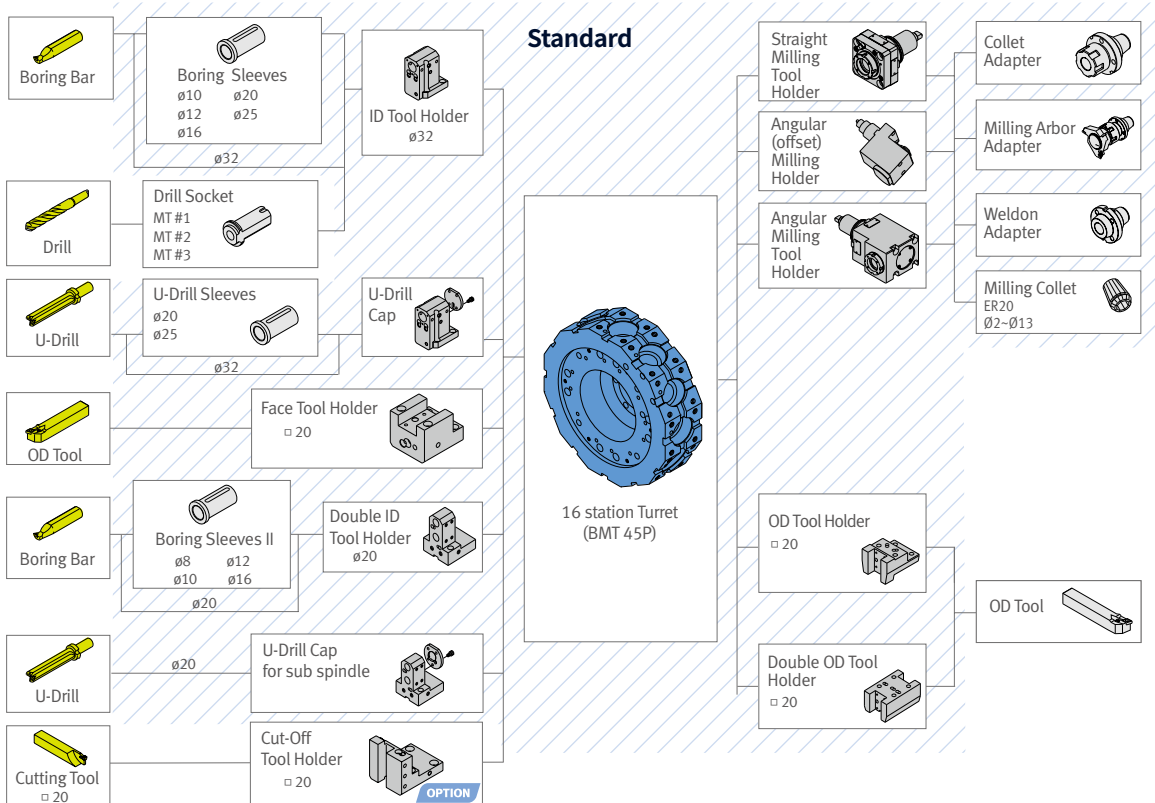 Standard
Boring Bar
Boring Sleeves
ø10 ø20
ø12 ø25
ø16
ø32
ID Tool Holder
ø32
Drill
Drill Socket
MT #1
MT #2
MT #3
U-Drill
U-Drill Sleeves
ø20
ø25
ø32
U-Drill
Cap
OD Tool
Face Tool Holder
□ 20
Boring Bar
Boring Sleeves II
ø8 ø12
ø10 ø16
ø20
Double ID
Tool Holder
ø20
U-Drill
ø20
U-Drill Cap
for sub spindle
Cutting Tool
□ 20
Cut-Off
Tool Holder
□ 20
OPTION
16 station Turret
(BMT 45P)
Straight
Milling
Tool
Holder
Angular
(offset)
Milling
Holder
Angular
Milling
Tool
Holder
Collet
Adapter
Milling Arbor
Adapter
Weldon
Adapter
Milling Collet
ER20
Ø2~Ø13
OD Tool Holder
□ 20
Double OD Tool
Holder
□ 20
OD Tool